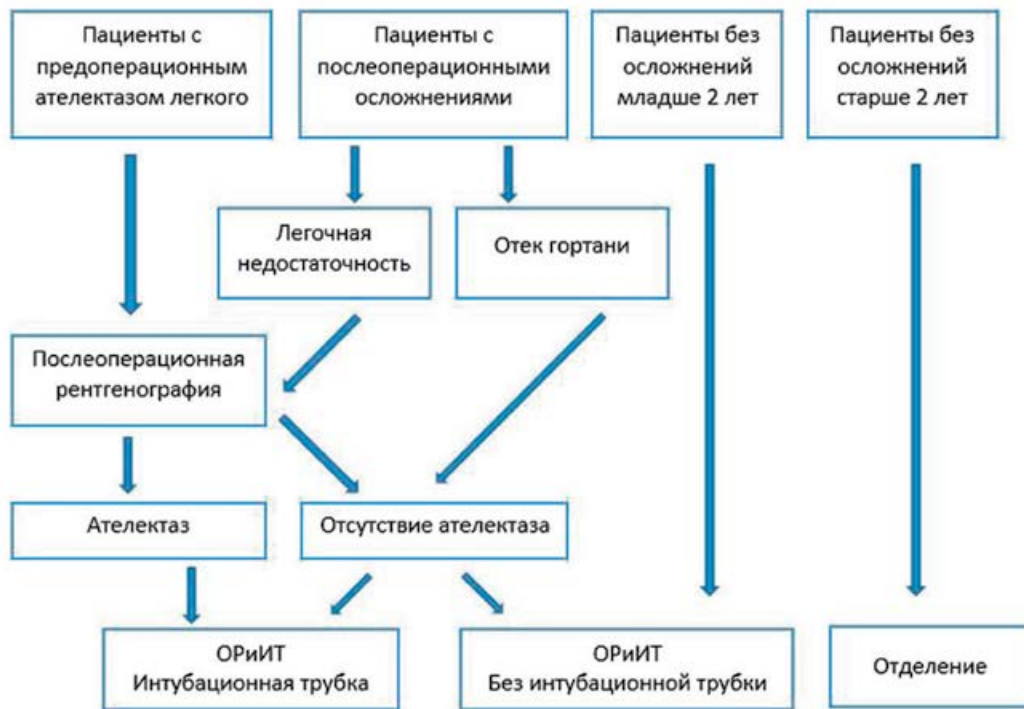 Пациенты с
предоперационным
ателектазом легкого
Пациенты с
послеоперационными
осложнениями
Пациенты без
осложнений
младше 2 лет
Пациенты без
осложнений
старше 2 лет
Легочная
недостаточность
Отек гортани
Послеоперационная
рентгенография
Ателектаз
Отсутствие ателектаза
ОРиИТ
Интубационная трубка
ОРиИТ
Без интубационной трубки
Отделение